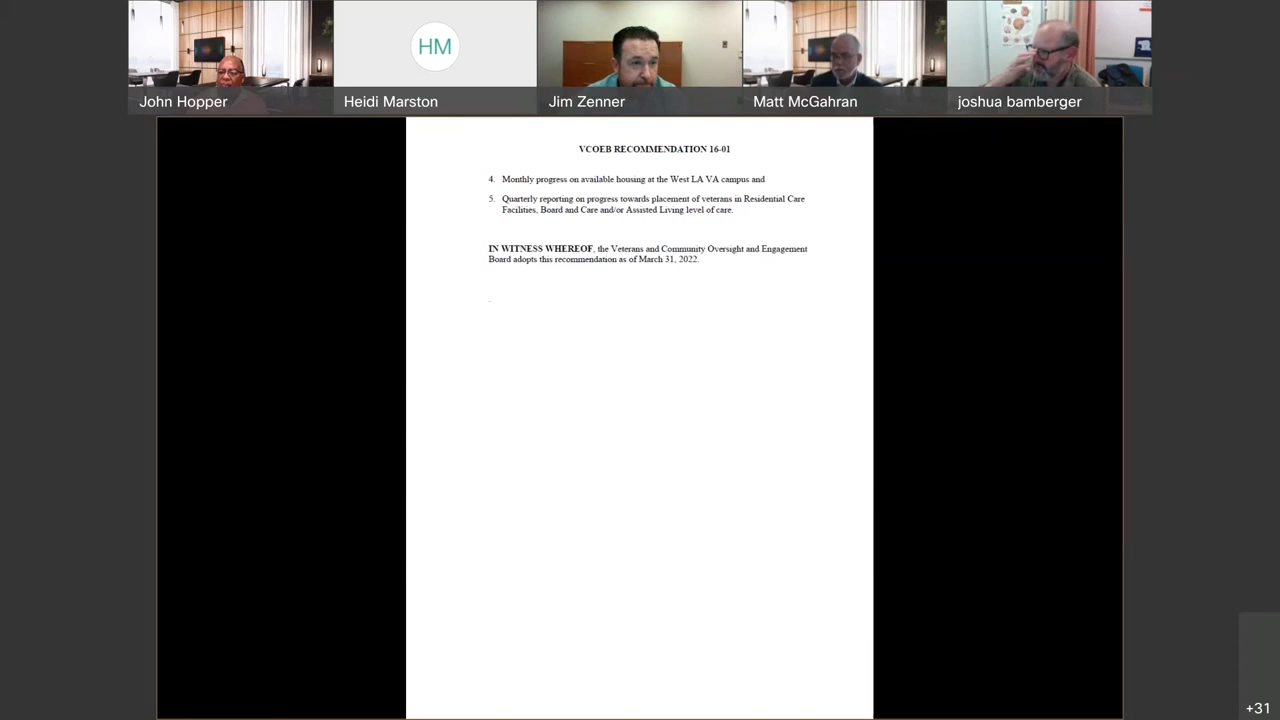 HM
John Hopper
Heidi Marston
Jim Zenner
Matt McGahran
joshua bamberger
VCOEB RECOMMENDATION 16-01
4. Monthly progress on available housing at the West LA VA campus and
5. Quarterly reporting on progress towards placement of veterans in Residential Care
Facilities, Board and Care and/or Assisted Living level of care.
IN WITNESS WHEREOF, the Veterans and Community Oversight and Engagement
Board adopts this recommendation as of March 31, 2022.
.
+31